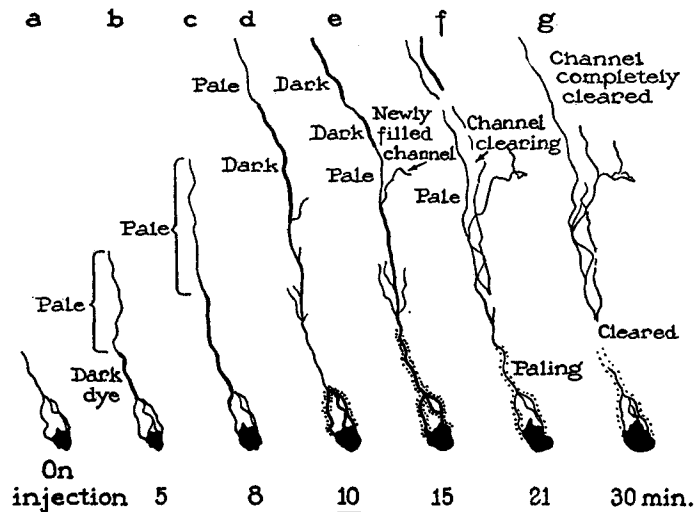 a b c d e f g
Channel
completely
cleared
Pale
Dark
Dark
Newly
filled
channel
Channel
clearing
Dark
Pale
Pale
Pale
Pale
Dark
dye
Cleared
Paling
On
injection 5 8 10 15 21 30 min.